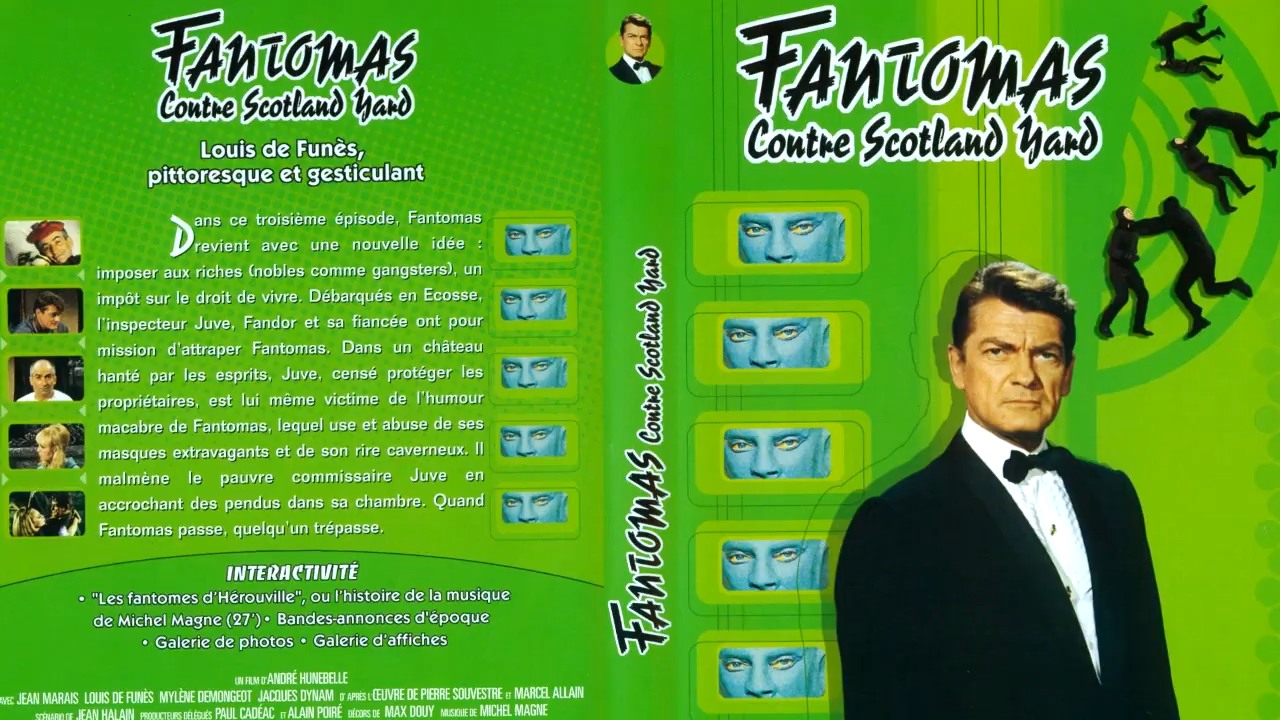 FANTOMAS
Contre Scotland Yard
Louis de Funès,
pittoresque et gesticulant
Dans ce troisième épisode, Fantomas
revient avec une nouvelle idée :
imposer aux riches (nobles comme gangsters), un
impôt sur le droit de vivre. Débarqués en Ecosse,
l'inspecteur Juve, Fandor et sa fiancée ont pour
mission d'attraper Fantomas. Dans un château
hanté par les esprits, Juve, censé protéger les
propriétaires, est lui même victime de l'humour
macabre de Fantomas, lequel use et abuse de ses
masques extravagants et de son rire caverneux. Il
malmène le pauvre commissaire Juve en
accrochant des pendus dans sa chambre. Quand
Fantomas passe, quelqu'un trépasse.
INTERACTIVITÉ
• "Les fantomes d'Hérouville", ou l'histoire de la musique
de Michel Magne (27') • Bandes-annonces d'époque
• Galerie de photos • Galerie d'affiches
UN FILM D'ANDRÉ HUNEBELLE
AVEC JEAN MARAIS LOUIS DE FUNÈS MYLÈNE DEMONGEOT JACQUES DYNAM D'APRÈS L'ŒUVRE DE PIERRE SOUVESTRE ET MARCEL ALLAIN
SCÉNARIO DE JEAN HALAIN PRODUCTEURS DÉLÉGUÉS PAUL CADÉAC ET ALAIN POIRÉ DÉCORS DE MAX DOUY MUSIQUE DE MICHEL MAGNE
FANTOMAS Contre Scotland Yard
FANTOMAS
Contre Scotland Yard